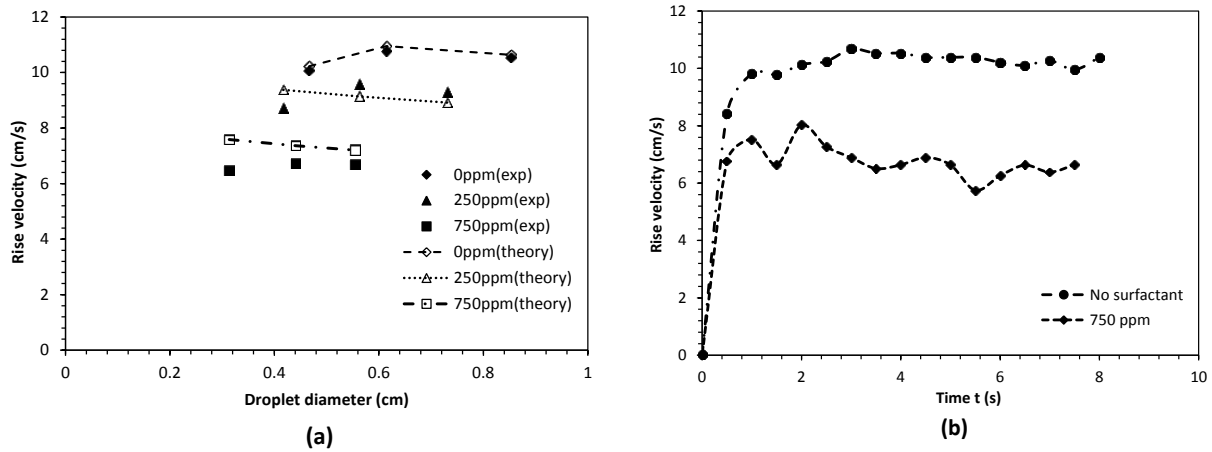 12
10
8
6
4
2
0
Rise velocity (cm/s)
0ppm(exp)
250ppm(exp)
750ppm(exp)
0ppm(theory)
250ppm(theory)
750ppm(theory)
0 0.2 0.4 0.6 0.8 1
Droplet diameter (cm)
(a)
12
10
8
6
4
2
0
Rise velocity (cm/s)
No surfactant
750 ppm
0 2 4 6 8 10
Time t (s)
(b)